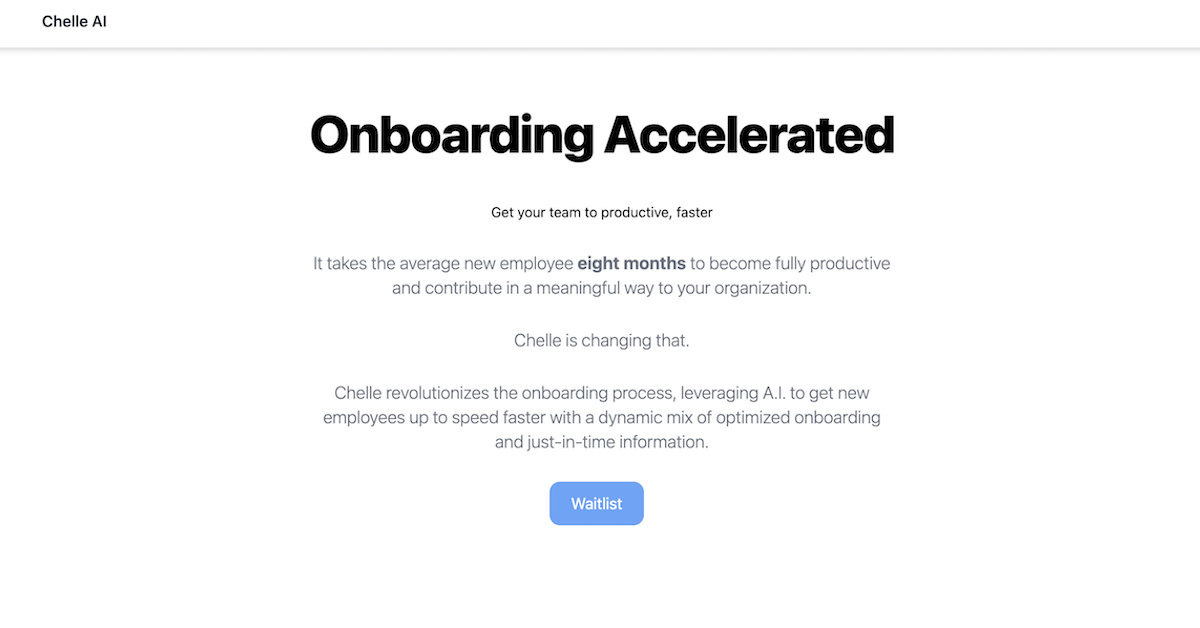 Chelle AI
Onboarding Accelerated
Get your team to productive, faster
It takes the average new employee eight months to become fully productive
and contribute in a meaningful way to your organization.
Chelle is changing that.
Chelle revolutionizes the onboarding process, leveraging A.I. to get new
employees up to speed faster with a dynamic mix of optimized onboarding
and just-in-time information.
Waitlist